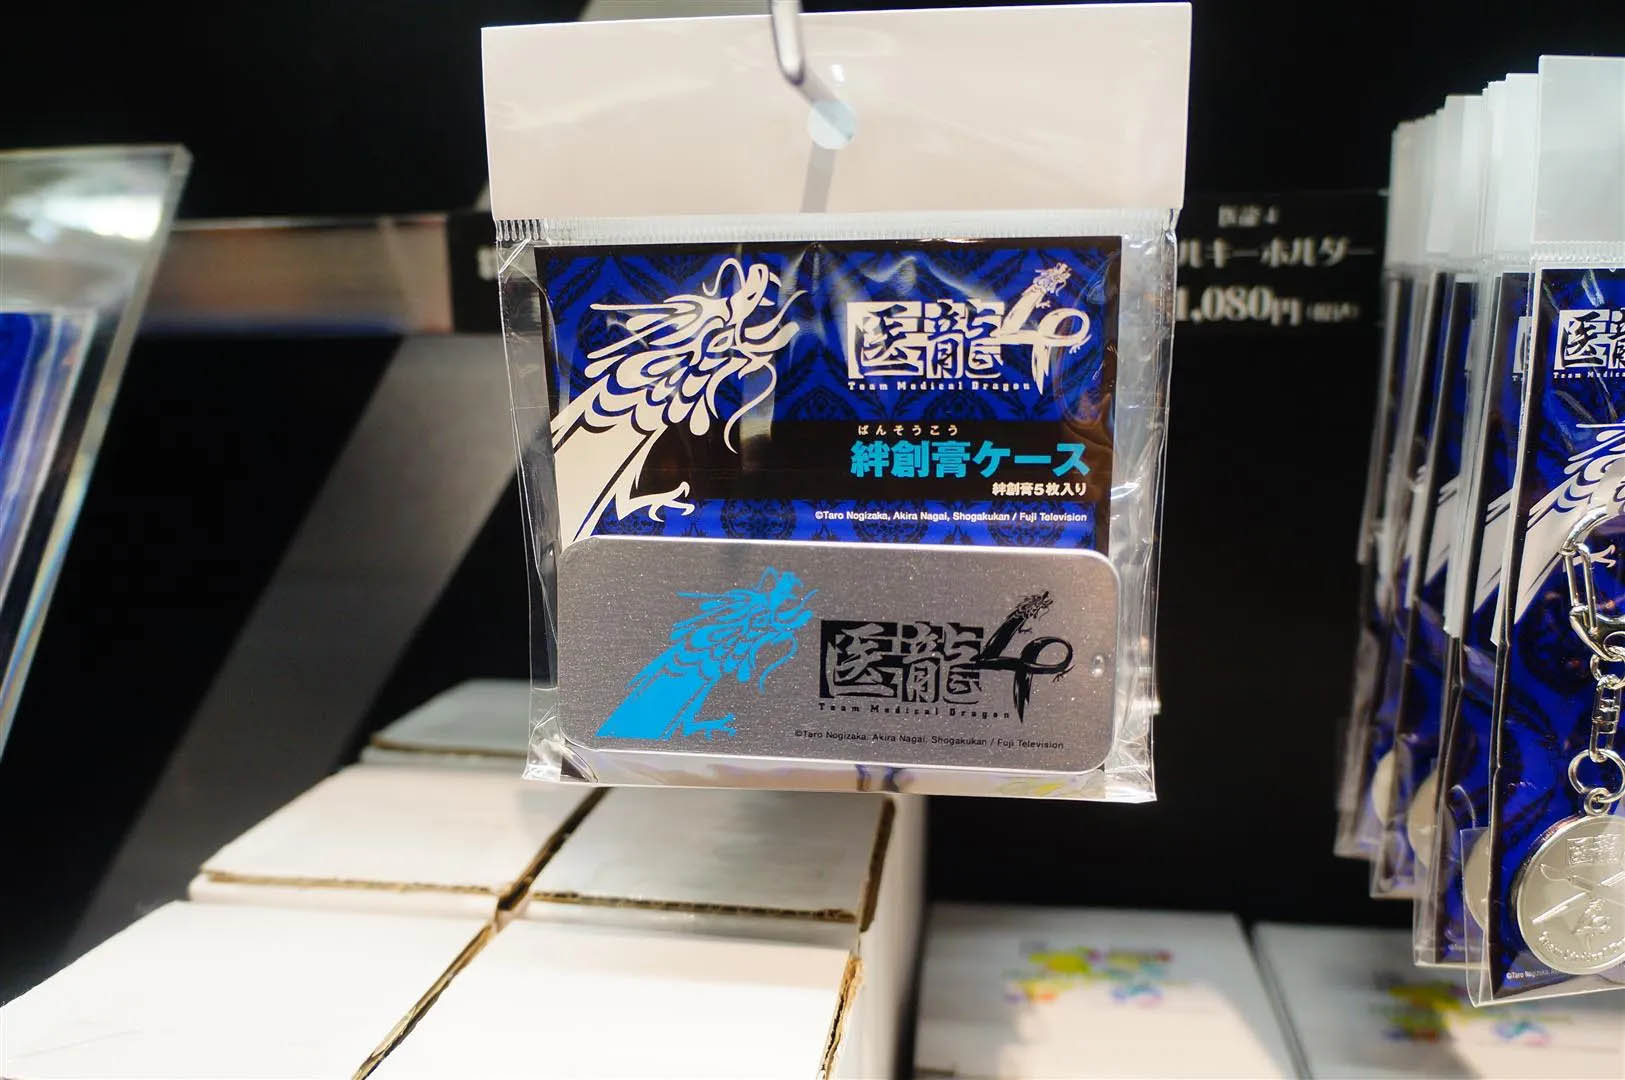 医龍4
Team Medical Dragon
ばんそうこう
絆創膏ケース
絆創膏5枚入り
©Taro Nogizaka, Akira Nagai, Shogakukan / Fuji Television
医龍4
Team Medical Dragon
©Taro Nogizaka, Akira Nagai, Shogakukan / Fuji Television
医龍4
ルキーホルダー
1,080円
医龍